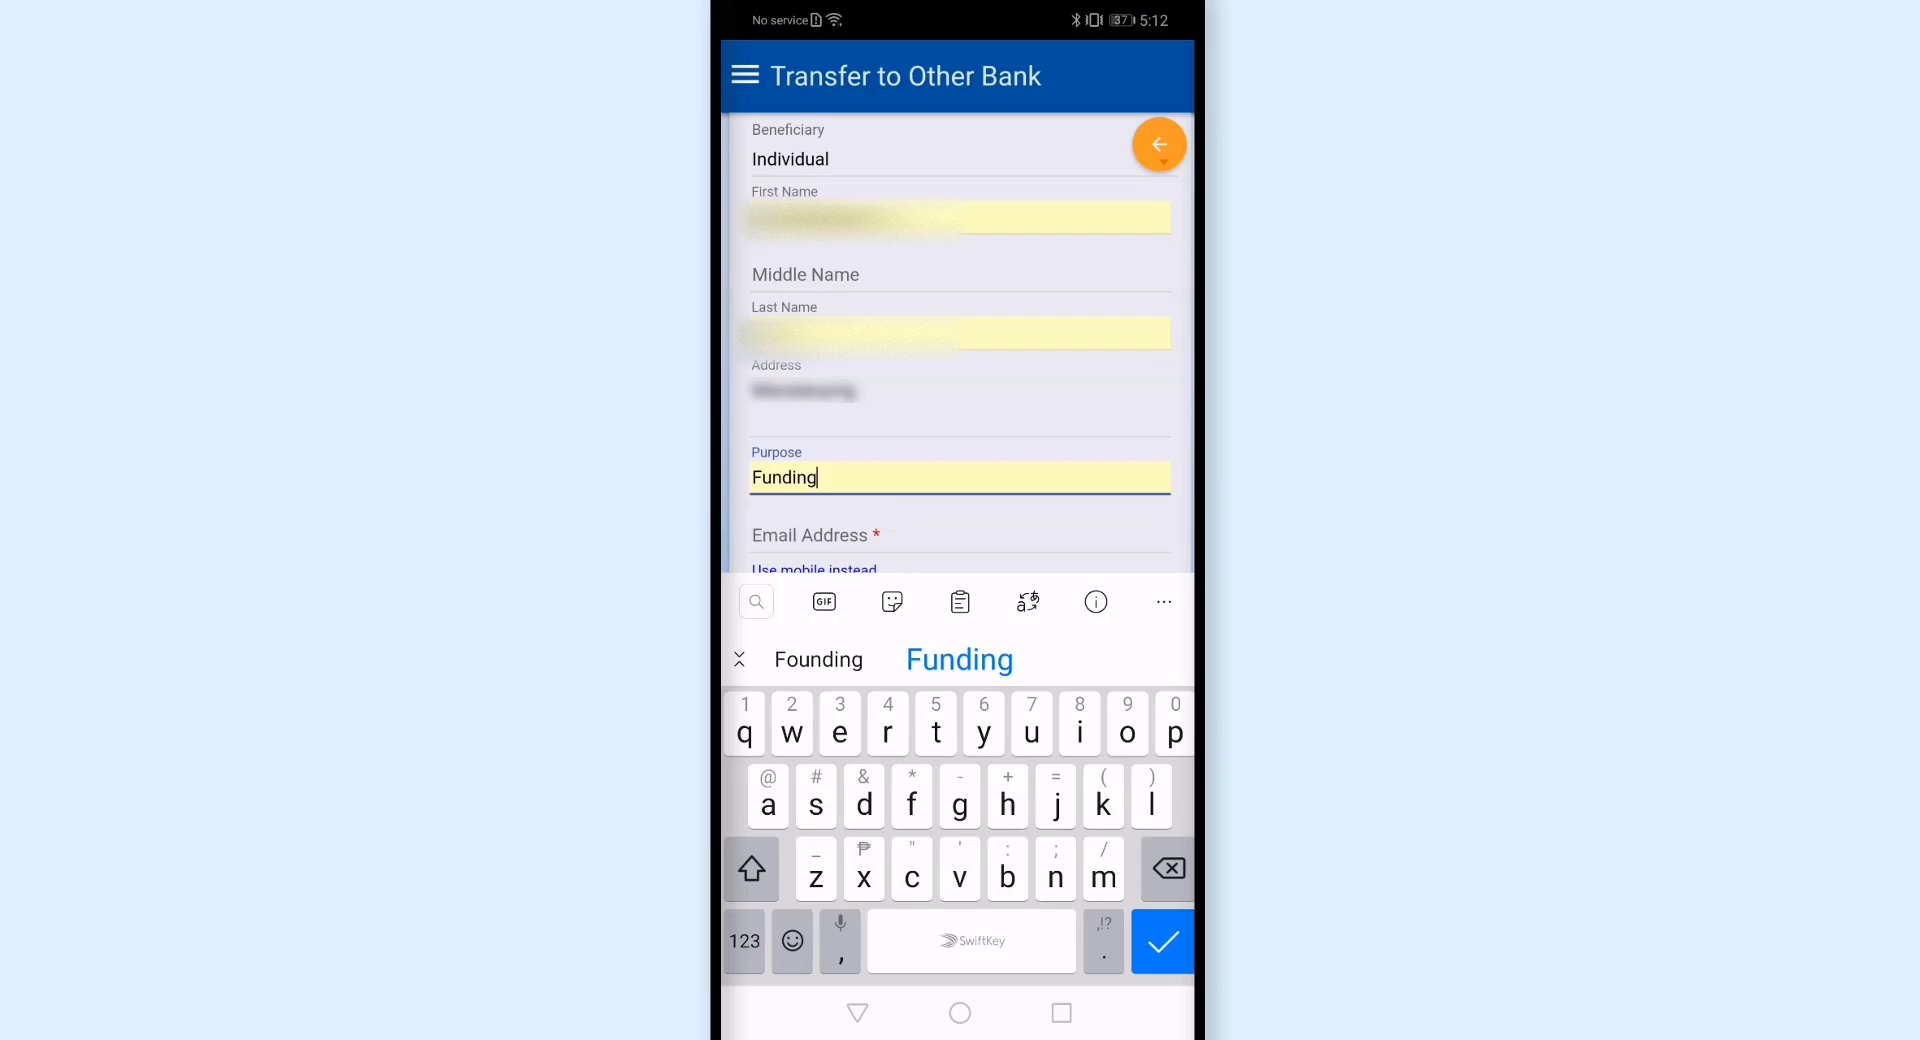 No service 37 5:12
Transfer to Other Bank
Beneficiary
Individual
First Name
Middle Name
Last Name
Address
Purpose
Funding
Email Address *
Use mobile instead
GIF
Founding Funding
1 2 3 4 5 6 7 8 9 0
q w e r t y u i o p
@ # & * - + = ( )
a s d f g h j k l
_ ₱ " ' : ; /
z x c v b n m
,!?
123 , SwiftKey .